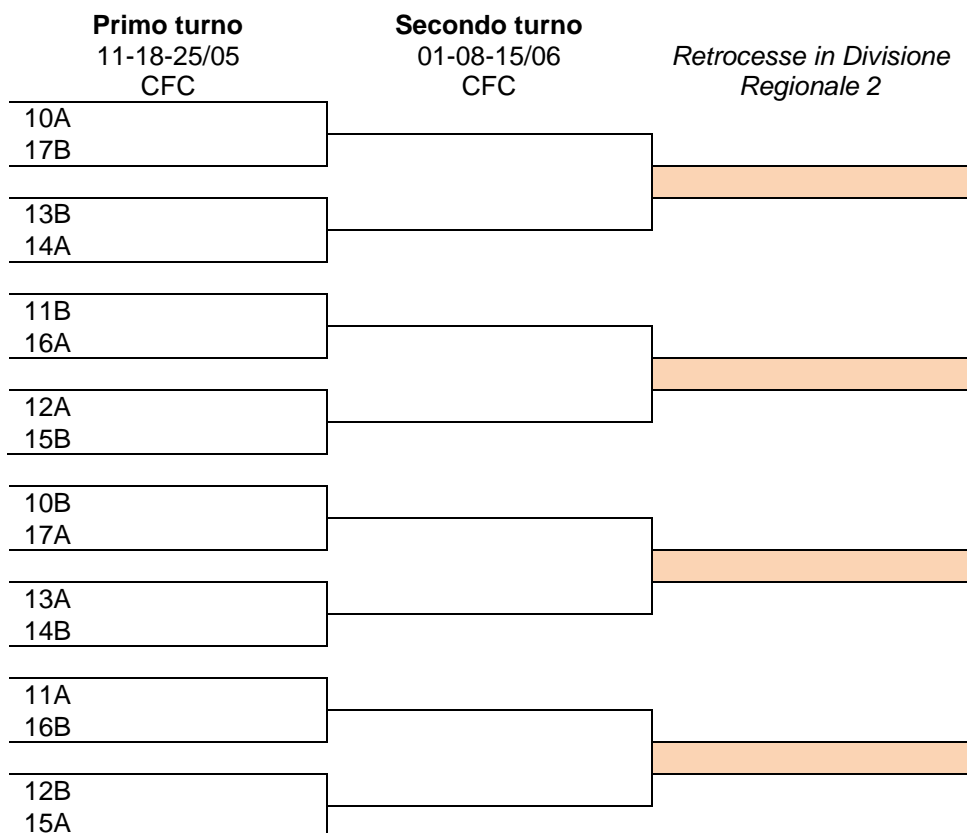 Primo turno
11-18-25/05
CFC
Secondo turno
01-08-15/06
CFC
Retrocesse in Divisione
Regionale 2
10A
17B
13B
14A
11B
16A
12A
15B
10B
17A
13A
14B
11A
16B
12B
15A